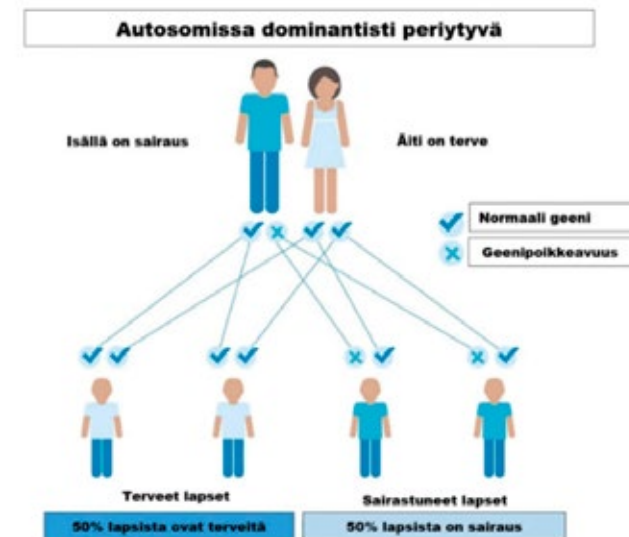 Autosomissa dominantisti periytyvä
Isällä on sairaus
Äiti on terve
Normaali geeni
Geenipoikkeavuus
Terveet lapset
Sairastuneet lapset
50% lapsista ovat terveitä
50% lapsista on sairaus